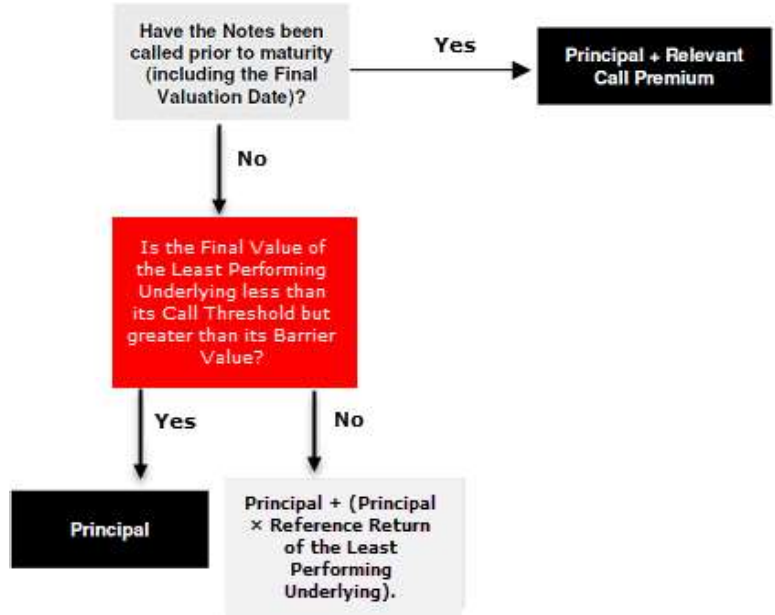 Have the Notes been
called prior to maturity
(including the Final
Valuation Date)?
Yes
Principal + Relevant
Call Premium
No
Is the Final Value of
the Least Performing
Underlying less than
its Call Threshold but
greater than its Barrier
Value?
Yes
No
Principal
Principal + (Principal
× Reference Return
of the Least
Performing
Underlying).